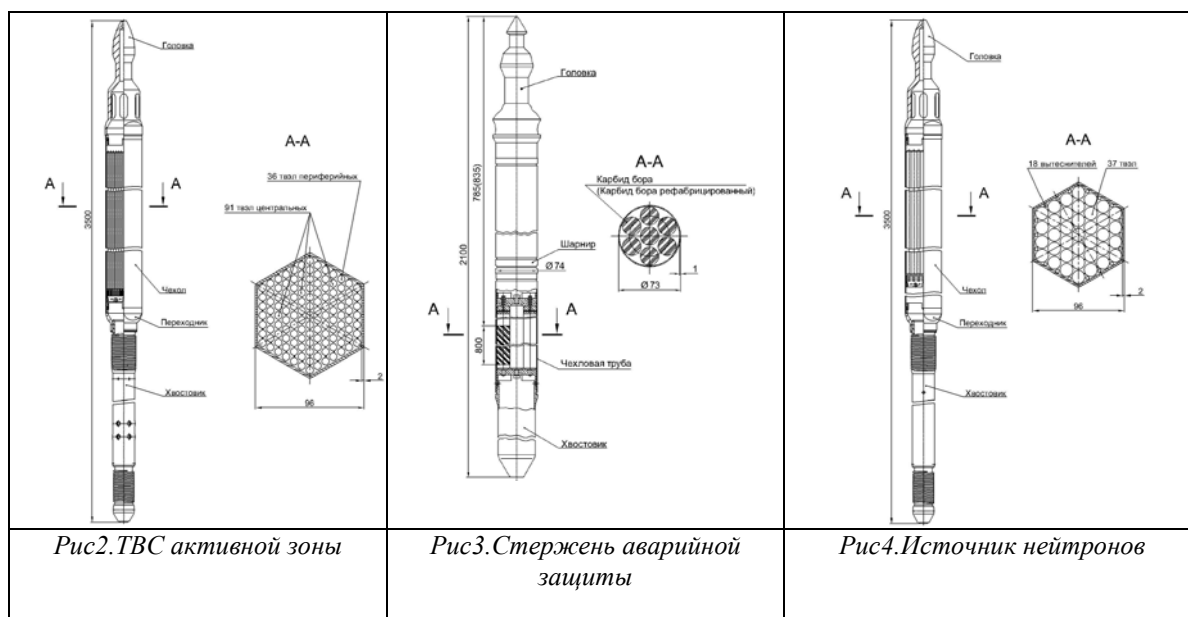 Головка
А-А
36 твэл периферийных
91 твэл центральных
А
А
3500
Чехол
Переходник
Хвостовик
2
96
Рис2.ТВС активной зоны
Головка
А-А
Карбид бора
(Карбид бора рефабрицированный)
785(835)
2100
Шарнир
Ø 74
1
Ø 73
А
А
800
Чехловая труба
Хвостовик
Рис3.Стержень аварийной
защиты
Головка
А-А
18 вытеснителей
37 твэл
А
А
3500
Чехол
2
Переходник
96
Хвостовик
Рис4.Источник нейтронов